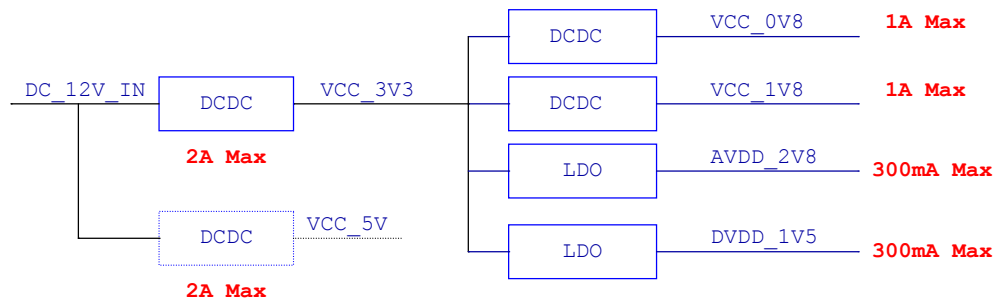 DCDC VCC_0V8 1A Max
DC_12V_IN DCDC VCC_3V3 DCDC VCC_1V8 1A Max
2A Max
LDO AVDD_2V8 300mA Max
DCDC VCC_5V
LDO DVDD_1V5 300mA Max
2A Max